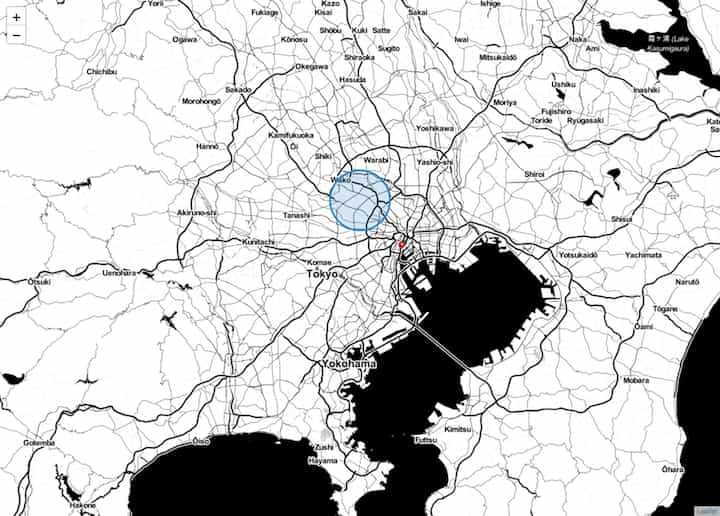 +
−
Yorii
Fukiage
Kazo
Kisai
Sakai
Ishige
Ogawa
Kōnosu
Shōbu
Kuki
Satte
Sugito
Iwai
Naka
Ami
霞ヶ浦 (Lake
Kasumigaura)
Chichibu
Okegawa
Shiraoka
Hasuda
Mitsukaidō
Sakado
Morohongō
Ushiku
Inashiki
Moriya
Fujishiro
Toride
Ryūgasaki
Kamifukuoka
Ōi
Yoshikawa
Hannō
Shiki
Warabi
Yashio-shi
Wako
Shiroi
Akiruno-shi
Tanashi
Shisui
Kunitachi
Komae
Tokyo
Yotsukaidō
Yachimata
Ōtsuki
Uenohara
Narutō
Tōgane
Ōami
Yokohama
Mobara
Kimitsu
Futtsu
Gotemba
Ōiso
Zushi
Hayama
Hakone
Ōhara
Leaflet